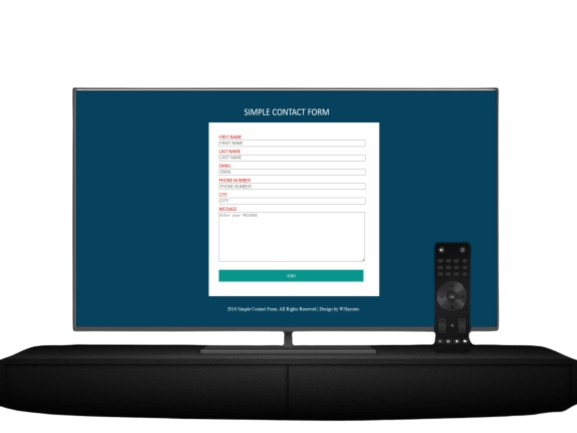 SIMPLE CONTACT FORM
FIRST NAME
FIRST NAME
LAST NAME
LAST NAME
EMAIL
EMAIL
PHONE NUMBER
PHONE NUMBER
CITY
CITY
MESSAGE
Enter your Message
SEND
2018 Simple Contact Form. All Rights Reserved | Design by W3layouts